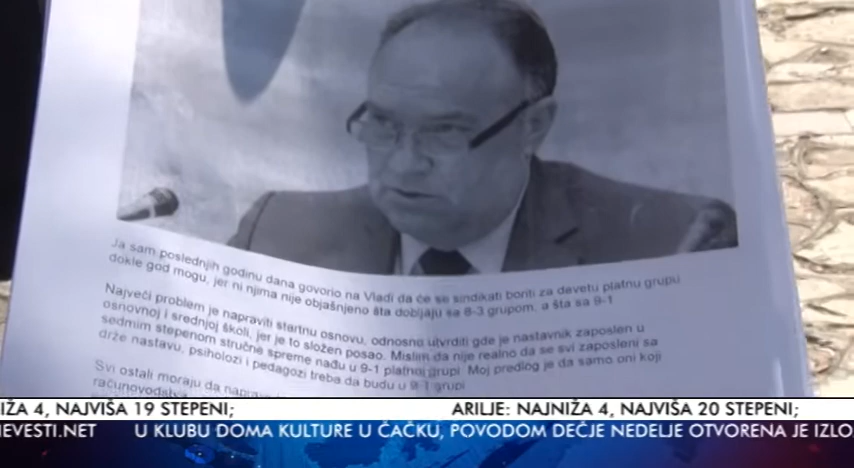 Ja sam poslednjih godinu dana govorio na Vladi da će se sindikati boriti za devetu platnu grupu
dokle god mogu, jer ni njima nije objašnjeno šta dobijaju sa 8-3 grupom, a šta sa 9-1
Najveći problem je napraviti startnu osnovu, odnosno utvrditi gde je nastavnik zaposlen u
osnovnoj i srednjoj školi, jer je to složen posao. Mislim da nije realno da se svi zaposleni sa
sedmim stepenom stručne spreme nađu u 9-1 platnoj grupi. Moj predlog je da samo oni koji
drže nastavu, psiholozi i pedagozi treba da budu u 9-1 grupi
Svi ostali moraju da
računovodstva
NIŽA 4, NAJVIŠA 19 STEPENI; ARILJE: NAJNIŽA 4, NAJVIŠA 20 STEPENI;
EVESTI.NET U KLUBU DOMA KULTURE U ČAČKU, POVODOM DEČJE NEDELJE OTVORENA JE IZLO